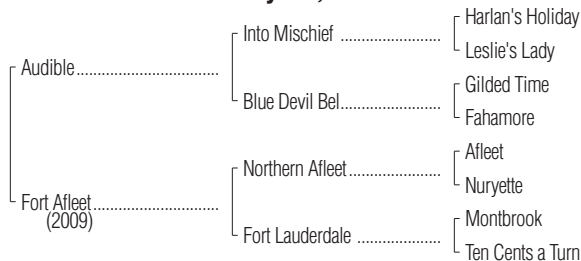 Harlan's Holiday
Into Mischief ....................
Leslie's Lady
Audible.............................
Gilded Time
Blue Devil Bel....................
Fahamore
Afleet
Northern Afleet..................
Nuryette
Fort Afleet.........................
(2009)
Montbrook
Fort Lauderdale .................
Ten Cents a Turn